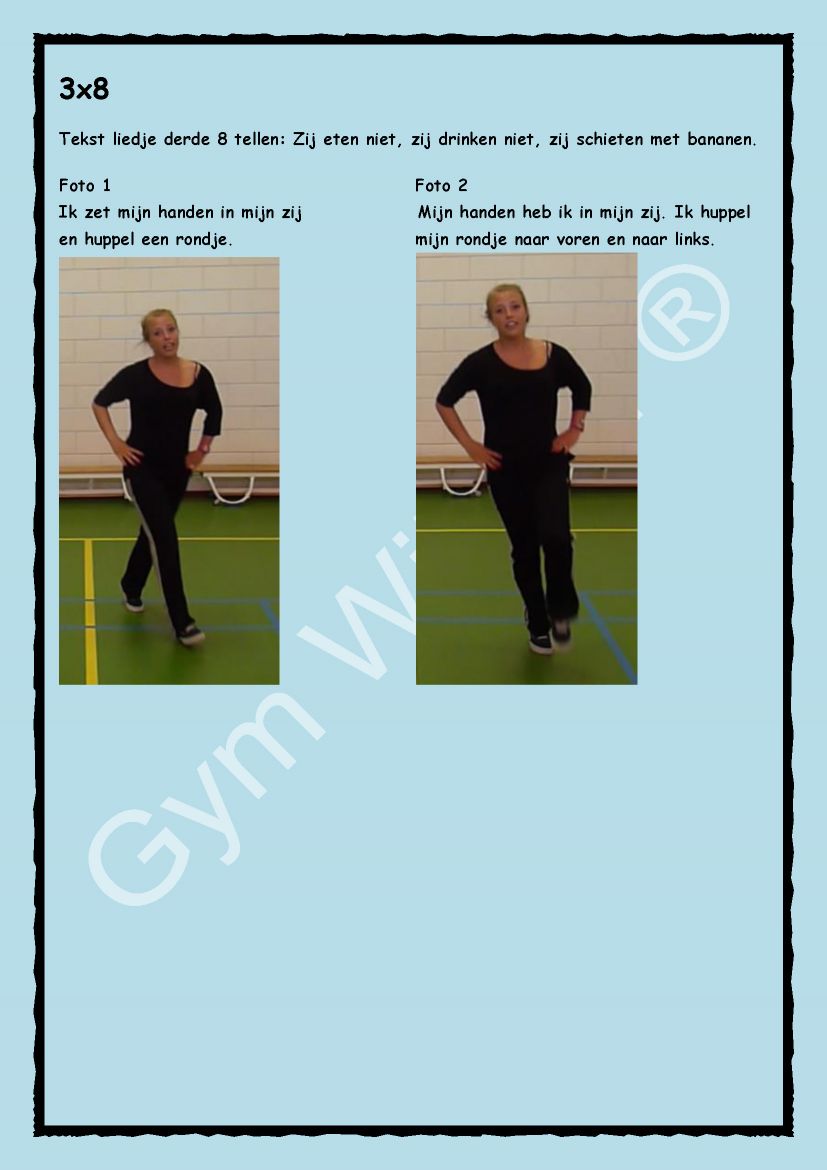 3x8
Tekst liedje derde 8 tellen: Zij eten niet, zij drinken niet, zij schieten met bananen.
Foto 1
Ik zet mijn handen in mijn zij
en huppel een rondje.
Foto 2
Mijn handen heb ik in mijn zij. Ik huppel
mijn rondje naar voren en naar links.
Gym Wi ®